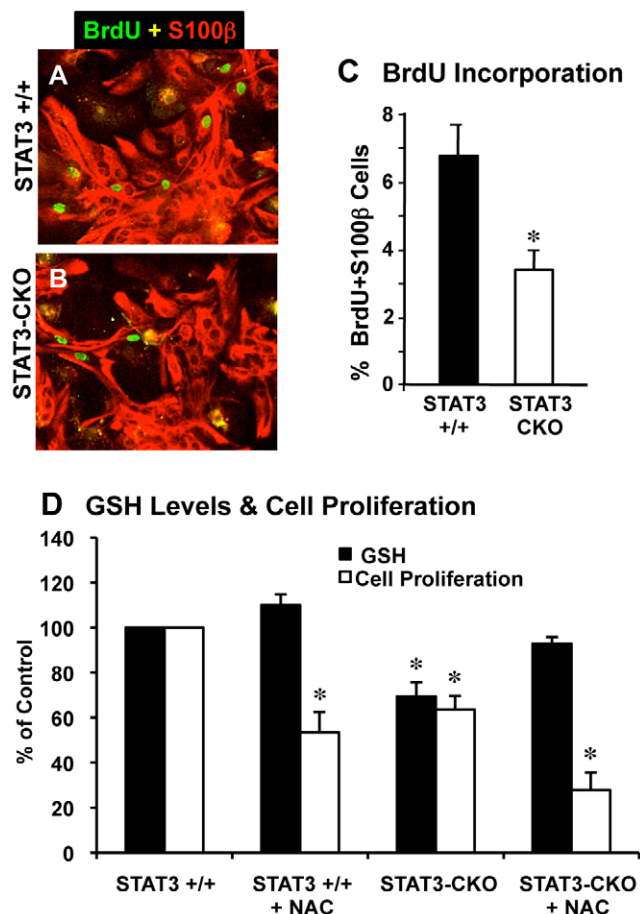 BrdU + S100β
A
STAT3 +/+
B
STAT3-CKO
C BrdU Incorporation
% BrdU+S100β Cells
8
6
4
2
0
*
STAT3 +/+
STAT3 CKO
D GSH Levels & Cell Proliferation
% of Control
140
120
100
80
60
40
20
0
GSH
Cell Proliferation
*
* *
*
STAT3 +/+
STAT3 +/+ + NAC
STAT3-CKO
STAT3-CKO + NAC